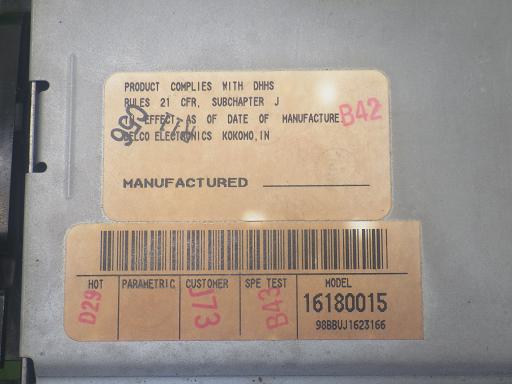 PRODUCT COMPLIES WITH DHHS
RULES 21 CFR, SUBCHAPTER J
IN EFFECT AS OF DATE OF MANUFACTURE
DELCO ELECTRONICS KOKOMO, IN
B42
MANUFACTURED
HOT PARAMETRIC CUSTOMER SPE TEST MODEL
D29 J73 B43 16180015
98BBUJ1623166